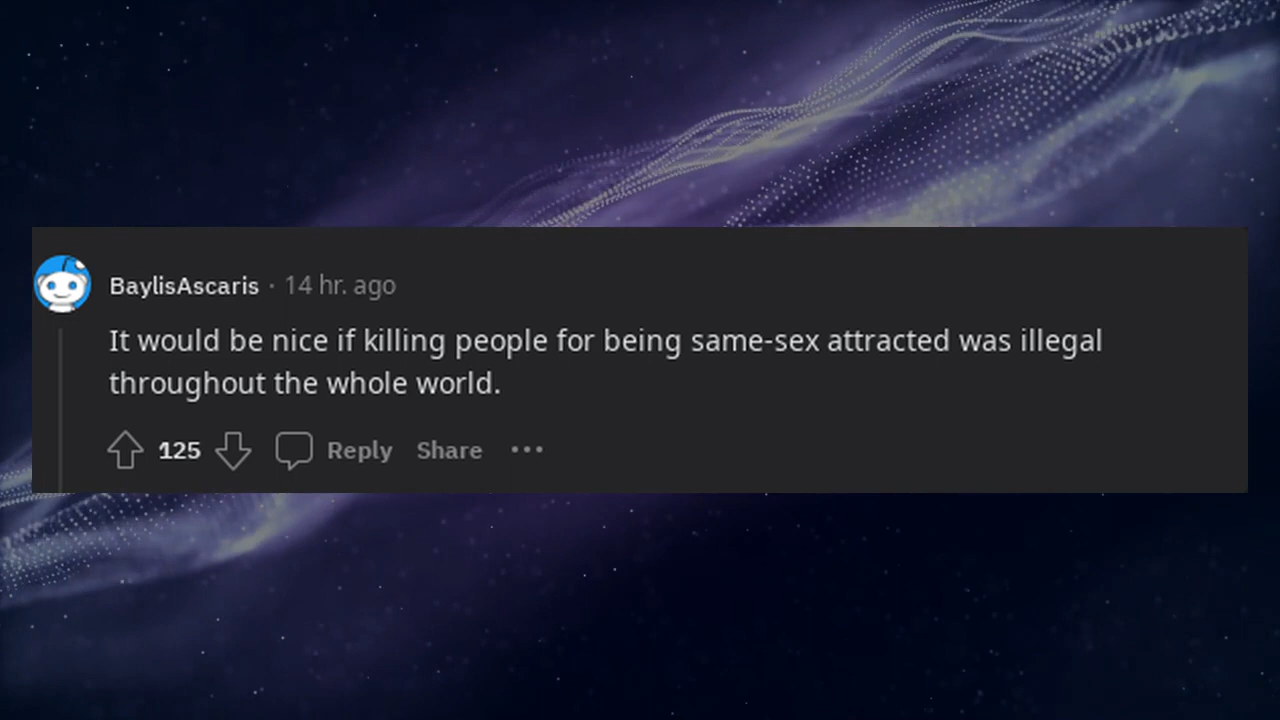 BaylisAscaris · 14 hr. ago
It would be nice if killing people for being same-sex attracted was illegal
throughout the whole world.
125 Reply Share •••